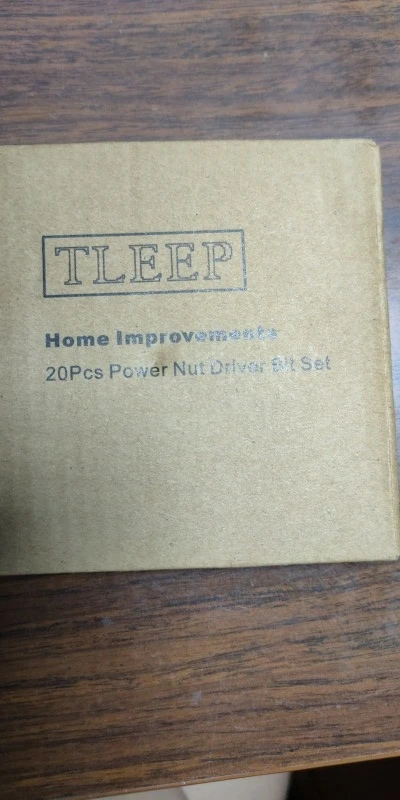 TLEEP
Home Improvements
20Pcs Power Nut Driver Bit Set